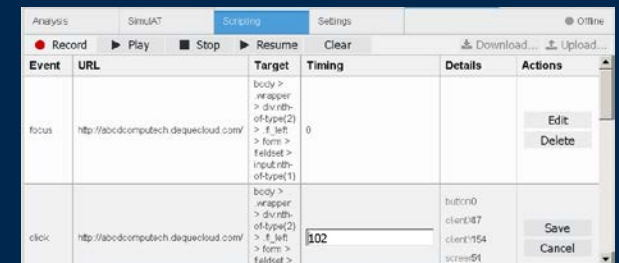 Analysis SimulAT Scripting Settings Offline
Record Play Stop Resume Clear Download... Upload...
Event URL Target Timing Details Actions
body >
.wrapper
> div:nth-
of-type(2)
focus http://abcdcomputech.dequecloud.com/ > .f_left 0 Edit
> form > Delete
fieldset >
input:nth-
of-type(1)
body >
.wrapper button0
> div:nth-
of-type(2) clientX87
click http://abcdcomputech.dequecloud.com/ > .f_left 102 Save
> form > clientY154 Cancel
fieldset > screen51